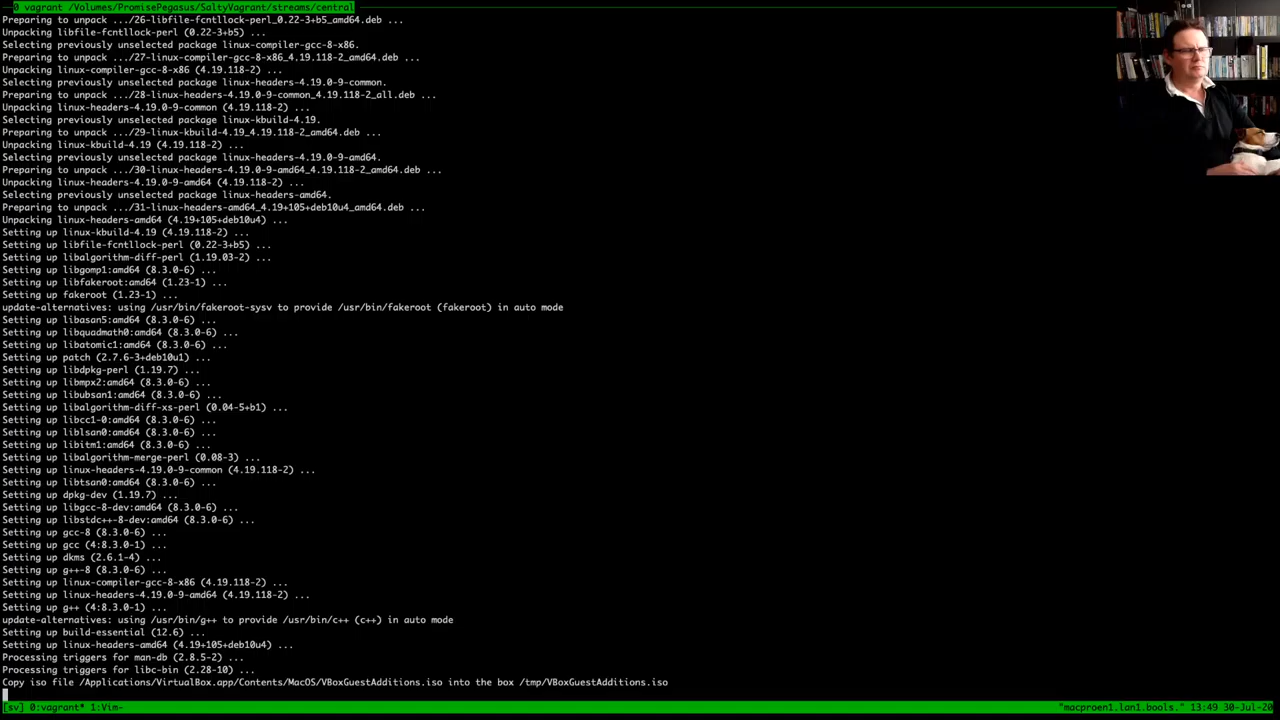 0 vagrant /Volumes/PromisePegasus/SaltyVagrant/streams/central
Preparing to unpack .../26-libfile-fcntllock-perl_0.22-3+b5_amd64.deb ...
Unpacking libfile-fcntllock-perl (0.22-3+b5) ...
Selecting previously unselected package linux-compiler-gcc-8-x86.
Preparing to unpack .../27-linux-compiler-gcc-8-x86_4.19.118-2_amd64.deb ...
Unpacking linux-compiler-gcc-8-x86 (4.19.118-2) ...
Selecting previously unselected package linux-headers-4.19.0-9-common.
Preparing to unpack .../28-linux-headers-4.19.0-9-common_4.19.118-2_all.deb ...
Unpacking linux-headers-4.19.0-9-common (4.19.118-2) ...
Selecting previously unselected package linux-kbuild-4.19.
Preparing to unpack .../29-linux-kbuild-4.19_4.19.118-2_amd64.deb ...
Unpacking linux-kbuild-4.19 (4.19.118-2) ...
Selecting previously unselected package linux-headers-4.19.0-9-amd64.
Preparing to unpack .../30-linux-headers-4.19.0-9-amd64_4.19.118-2_amd64.deb ...
Unpacking linux-headers-4.19.0-9-amd64 (4.19.118-2) ...
Selecting previously unselected package linux-headers-amd64.
Preparing to unpack .../31-linux-headers-amd64_4.19+105+deb10u4_amd64.deb ...
Unpacking linux-headers-amd64 (4.19+105+deb10u4) ...
Setting up linux-kbuild-4.19 (4.19.118-2) ...
Setting up libfile-fcntllock-perl (0.22-3+b5) ...
Setting up libalgorithm-diff-perl (1.19.03-2) ...
Setting up libgomp1:amd64 (8.3.0-6) ...
Setting up libfakeroot:amd64 (1.23-1) ...
Setting up fakeroot (1.23-1) ...
update-alternatives: using /usr/bin/fakeroot-sysv to provide /usr/bin/fakeroot (fakeroot) in auto mode
Setting up libasan5:amd64 (8.3.0-6) ...
Setting up libquadmath0:amd64 (8.3.0-6) ...
Setting up libatomic1:amd64 (8.3.0-6) ...
Setting up patch (2.7.6-3+deb10u1) ...
Setting up libdpkg-perl (1.19.7) ...
Setting up libmpx2:amd64 (8.3.0-6) ...
Setting up libubsan1:amd64 (8.3.0-6) ...
Setting up libalgorithm-diff-xs-perl (0.04-5+b1) ...
Setting up libcc1-0:amd64 (8.3.0-6) ...
Setting up liblsan0:amd64 (8.3.0-6) ...
Setting up libitm1:amd64 (8.3.0-6) ...
Setting up libalgorithm-merge-perl (0.08-3) ...
Setting up linux-headers-4.19.0-9-common (4.19.118-2) ...
Setting up libtsan0:amd64 (8.3.0-6) ...
Setting up dpkg-dev (1.19.7) ...
Setting up libgcc-8-dev:amd64 (8.3.0-6) ...
Setting up libstdc++-8-dev:amd64 (8.3.0-6) ...
Setting up gcc-8 (8.3.0-6) ...
Setting up gcc (4:8.3.0-1) ...
Setting up dkms (2.6.1-4) ...
Setting up g++-8 (8.3.0-6) ...
Setting up linux-compiler-gcc-8-x86 (4.19.118-2) ...
Setting up linux-headers-4.19.0-9-amd64 (4.19.118-2) ...
Setting up g++ (4:8.3.0-1) ...
update-alternatives: using /usr/bin/g++ to provide /usr/bin/c++ (c++) in auto mode
Setting up build-essential (12.6) ...
Setting up linux-headers-amd64 (4.19+105+deb10u4) ...
Processing triggers for man-db (2.8.5-2) ...
Processing triggers for libc-bin (2.28-10) ...
Copy iso file /Applications/VirtualBox.app/Contents/MacOS/VBoxGuestAdditions.iso into the box /tmp/VBoxGuestAdditions.iso
[sv] 0:vagrant* 1:Vim- "macproen1.lan1.bools." 13:49 30-Jul-20